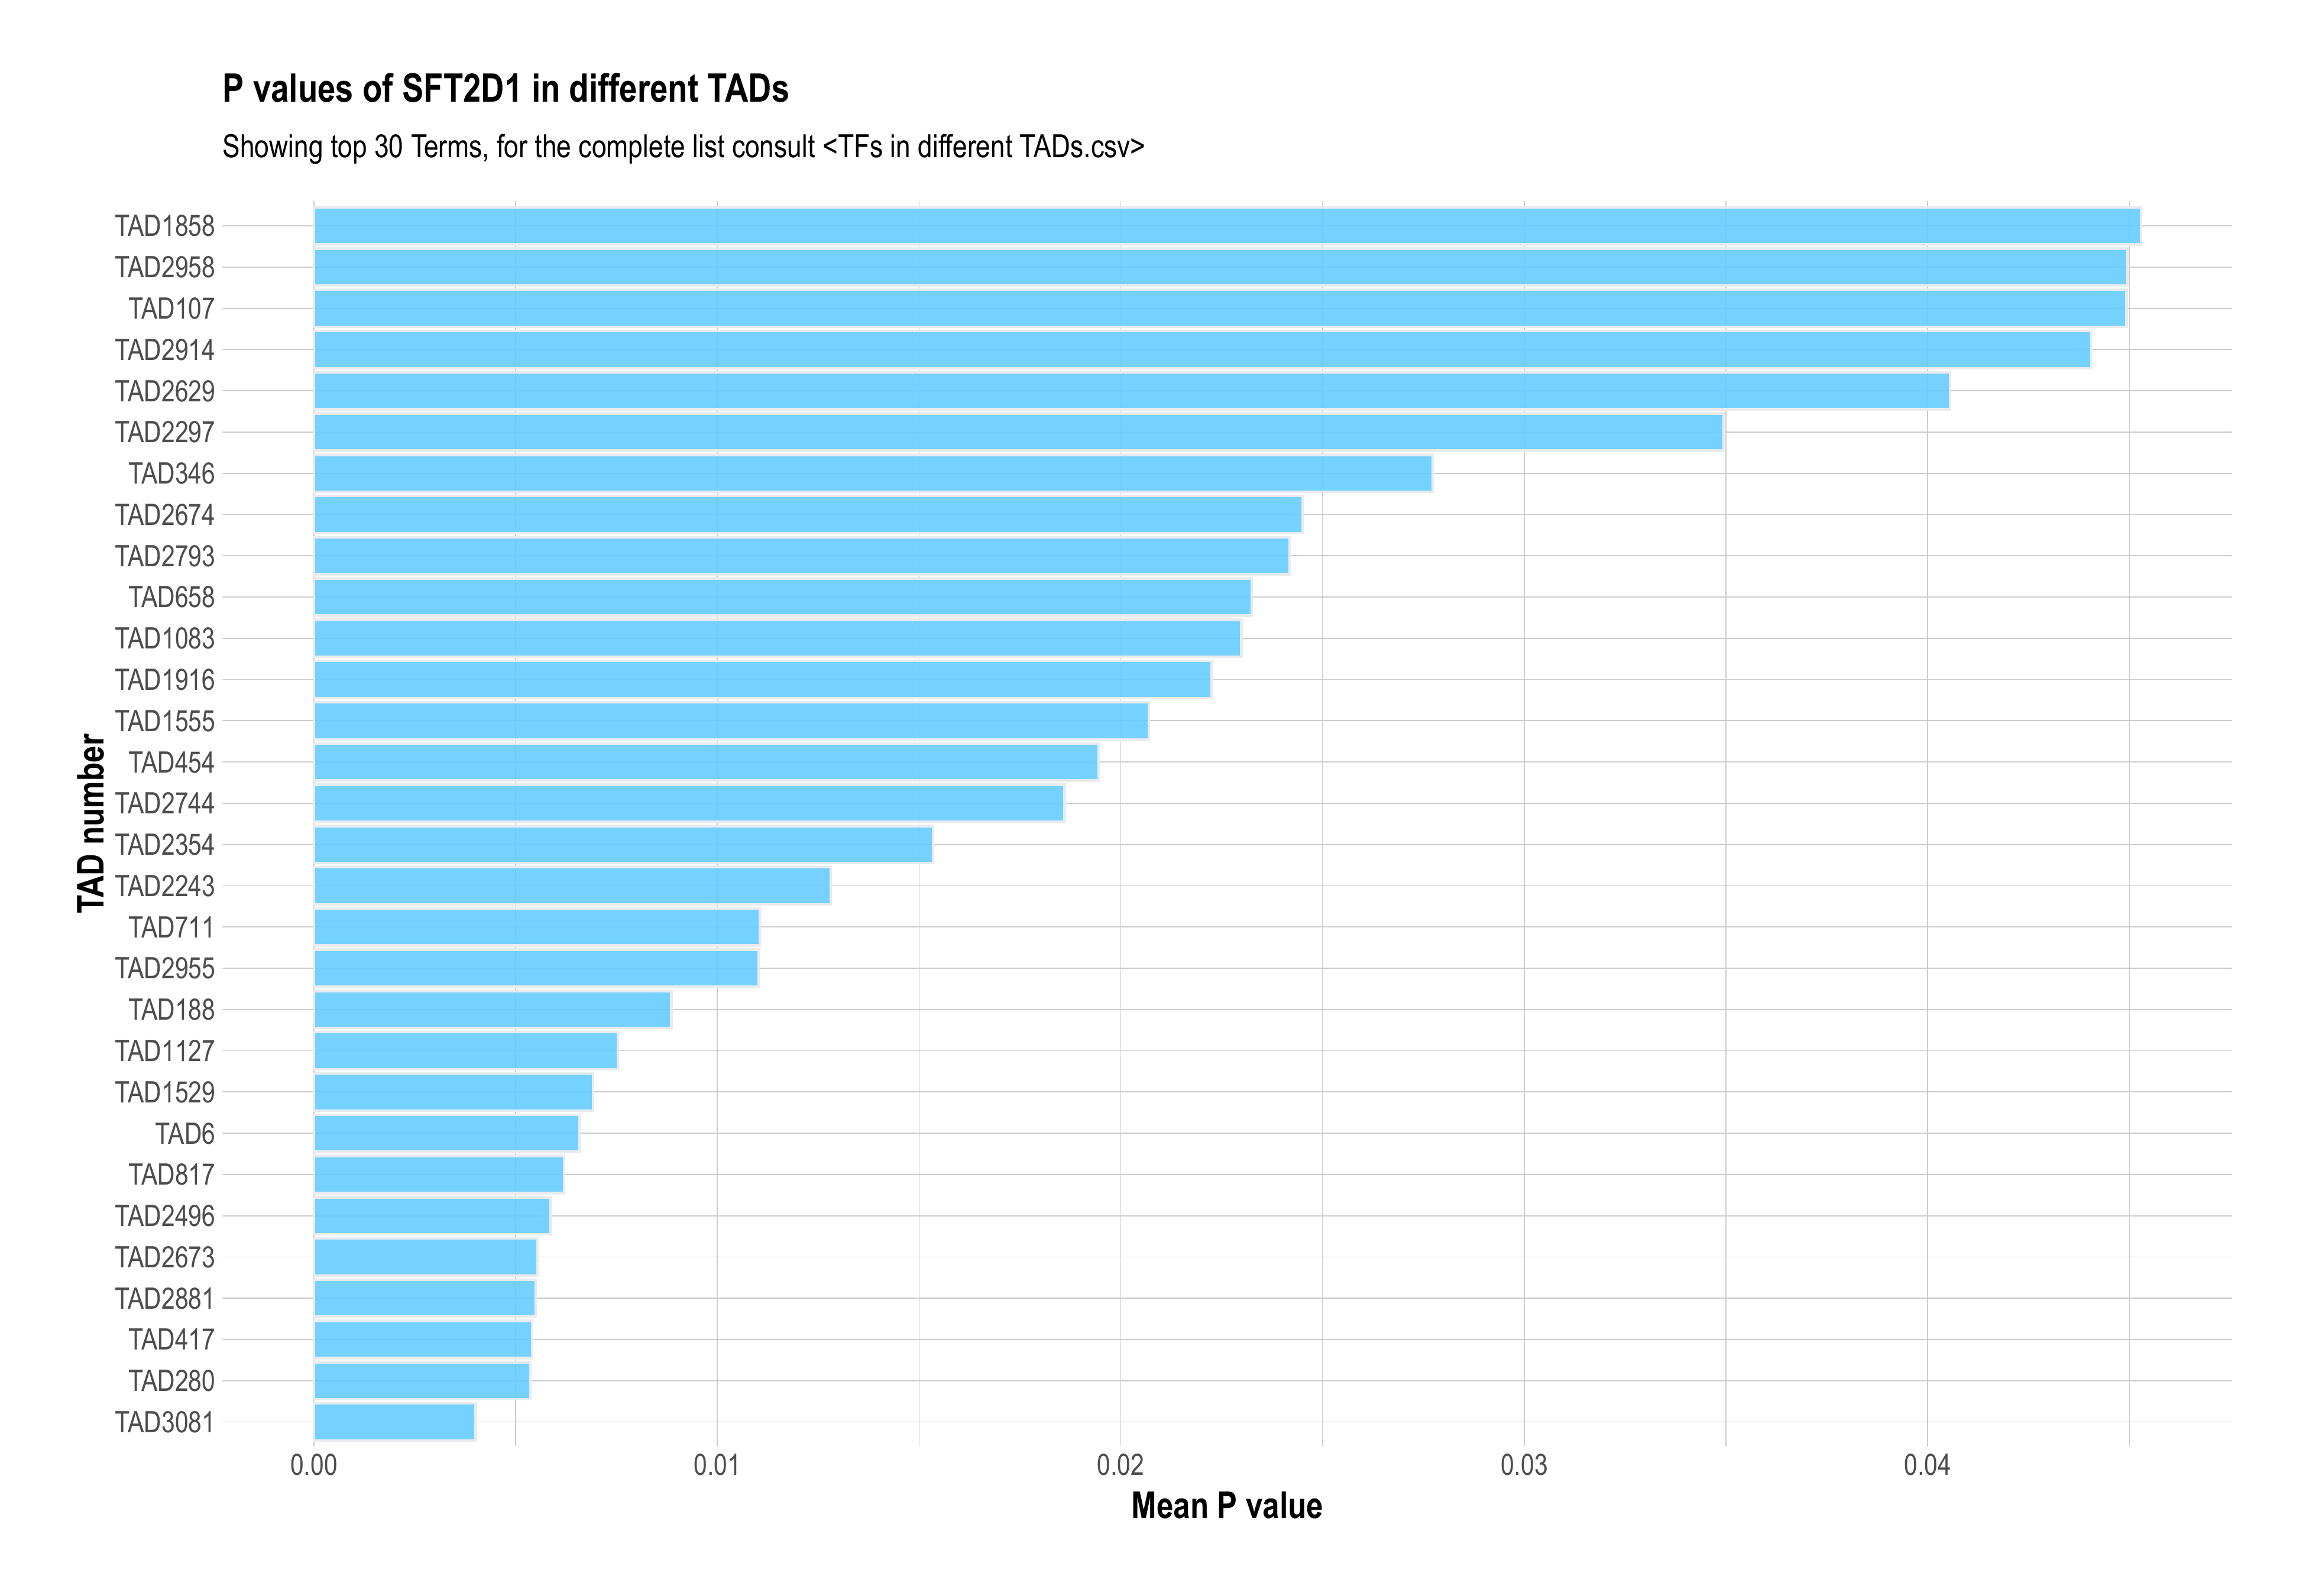 P values of SFT2D1 in different TADs
Showing top 30 Terms, for the complete list consult <TFs in different TADs.csv>
TAD number
TAD1858
TAD2958
TAD107
TAD2914
TAD2629
TAD2297
TAD346
TAD2674
TAD2793
TAD658
TAD1083
TAD1916
TAD1555
TAD454
TAD2744
TAD2354
TAD2243
TAD711
TAD2955
TAD188
TAD1127
TAD1529
TAD6
TAD817
TAD2496
TAD2673
TAD2881
TAD417
TAD280
TAD3081
0.00 0.01 0.02 0.03 0.04
Mean P value